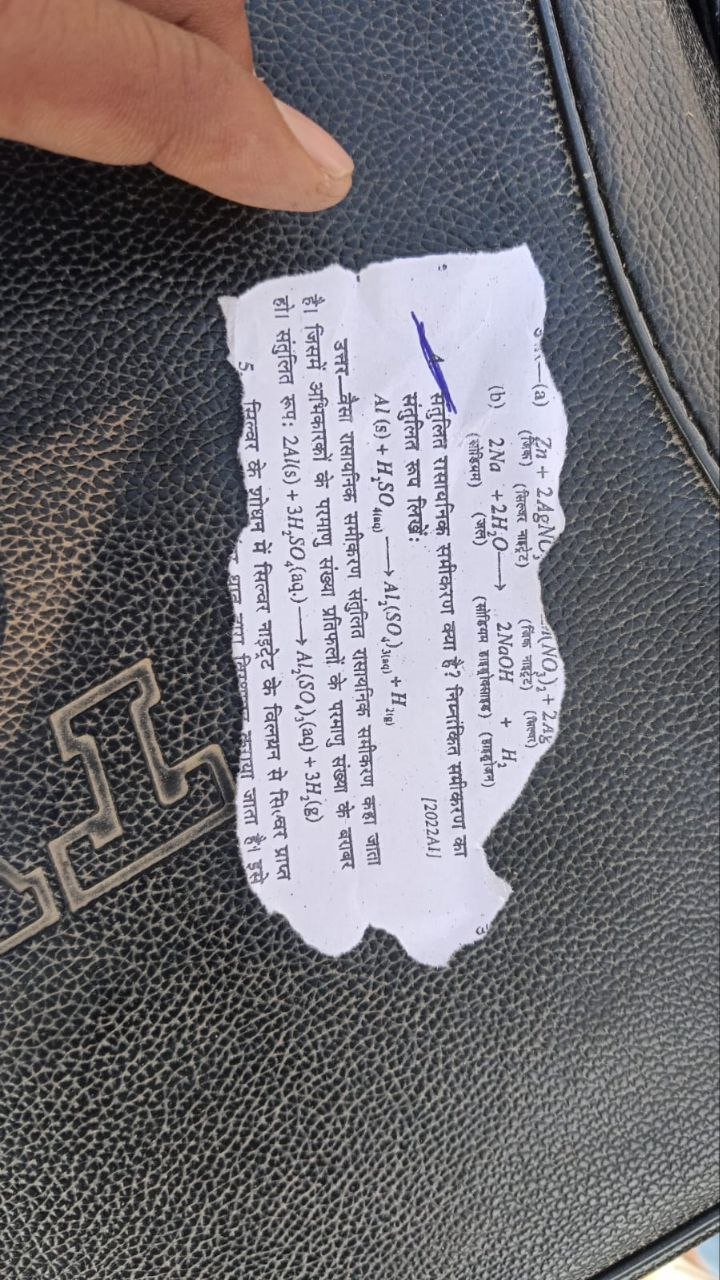 —(a) Zn + 2AgNO₃ (NO₃)₂ + 2Ag
(जिंक) (सिल्वर नाइट्रेट) (जिंक नाइट्रेट) (सिल्वर)
(b) 2Na + 2H₂O ⟶ 2NaOH + H₂
(सोडियम) (जल) (सोडियम हाइड्रोक्साइड) (हाइड्रोजन)
संतुलित रासायनिक समीकरण क्या है? निम्नांकित समीकरण का
संतुलित रूप लिखें: [2022AI]
Al (s) + H₂SO₄(aq) ⟶ Al₂(SO₄)₃(aq) + H₂(g)
उत्तर—वैसा रासायनिक समीकरण संतुलित रासायनिक समीकरण कहा जाता
है। जिसमें अभिकारकों के परमाणु संख्या प्रतिफलों के परमाणु संख्या के बराबर
हो। संतुलित रूप: 2Al(s) + 3H₂SO₄(aq.) ⟶ Al₂(SO₄)₃(aq) + 3H₂(g)
5. सिल्वर के शोधन में सिल्वर नाइट्रेट के विलयन से सिल्वर प्राप्त
कराया जाता है। इसे